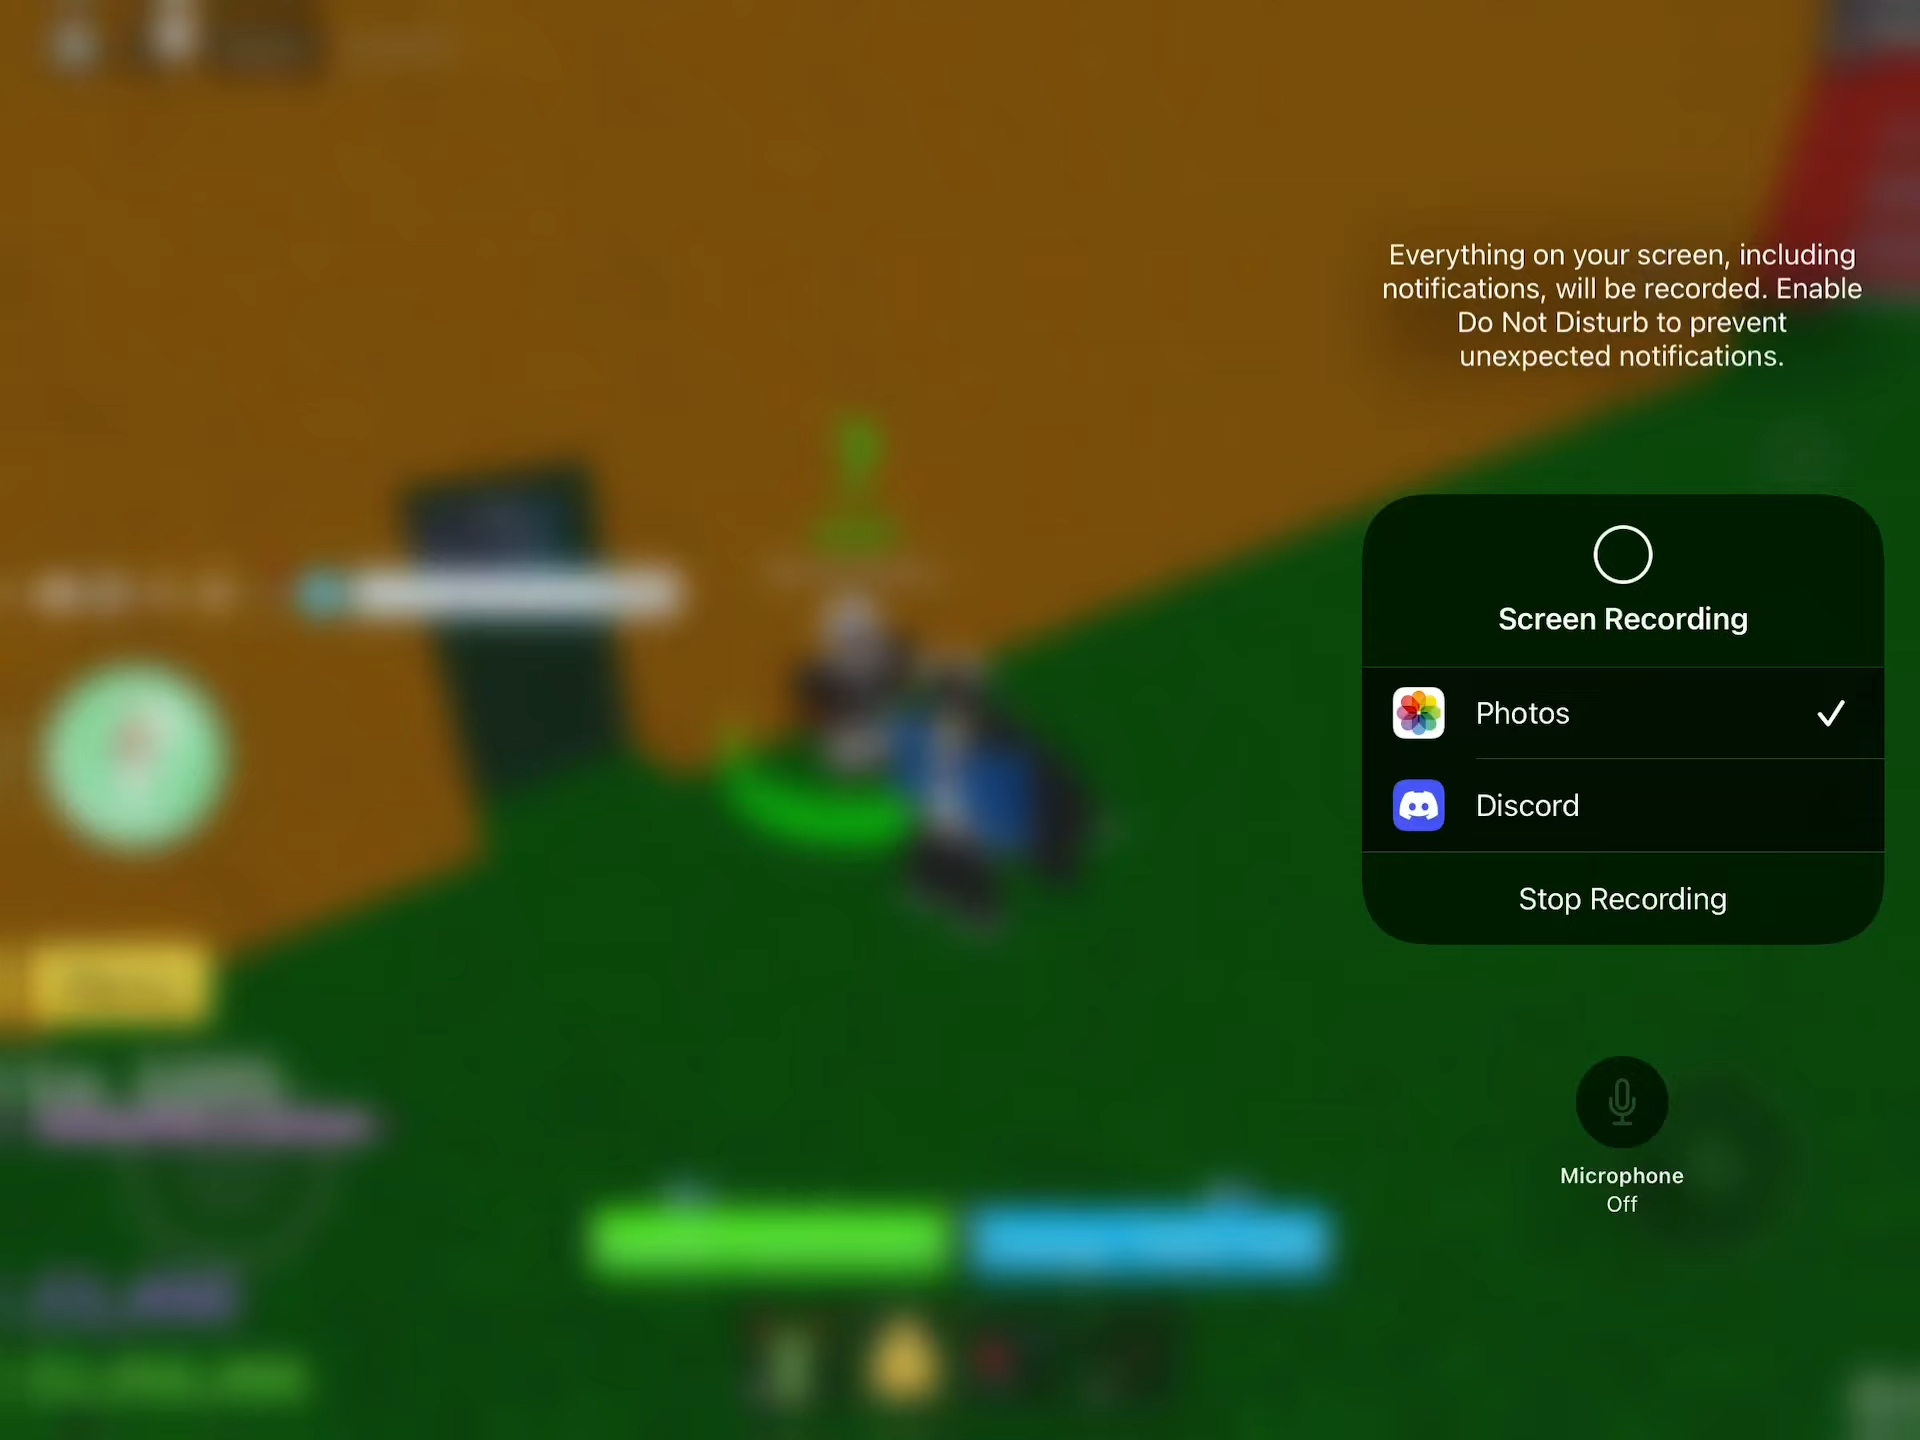 Everything on your screen, including
notifications, will be recorded. Enable
Do Not Disturb to prevent
unexpected notifications.
Screen Recording
Photos
Discord
Stop Recording
Microphone
Off